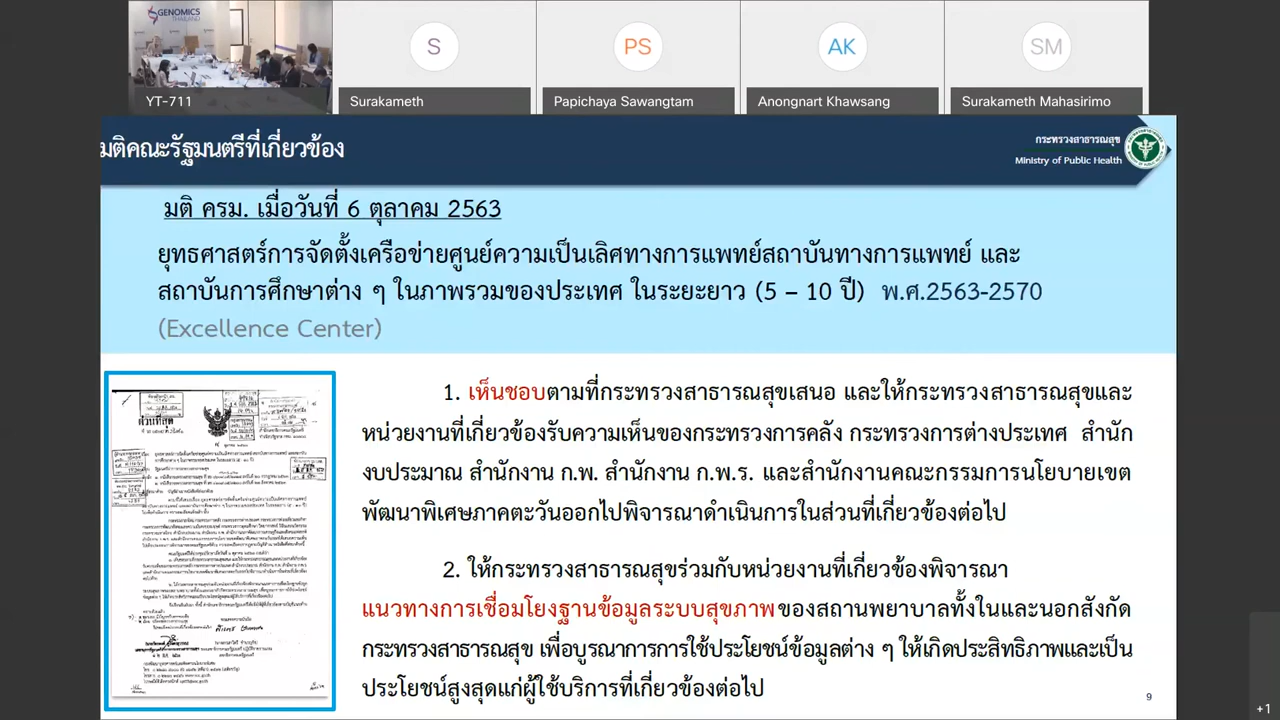 GENOMICS
THAILAND
S
PS
AK
SM
YT-711
Surakameth
Papichaya Sawangtam
Anongnart Khawsang
Surakameth Mahasirimo
มติคณะรัฐมนตรีที่เกี่ยวข้อง
กระทรวงสาธารณสุข
Ministry of Public Health
มติ ครม. เมื่อวันที่ 6 ตุลาคม 2563
ยุทธศาสตร์การจัดตั้งเครือข่ายศูนย์ความเป็นเลิศทางการแพทย์สถาบันทางการแพทย์ และ
สถาบันการศึกษาต่าง ๆ ในภาพรวมของประเทศ ในระยะยาว (5 – 10 ปี) พ.ศ.2563-2570
(Excellence Center)
ด่วนที่สุด
1. เห็นชอบตามที่กระทรวงสาธารณสุขเสนอ และให้กระทรวงสาธารณสุขและ
หน่วยงานที่เกี่ยวข้องรับความเห็นของกระทรวงการคลัง กระทรวงการต่างประเทศ สำนัก
งบประมาณ สำนักงาน ก.พ. สำนักงาน ก.พ.ร. และสำนักงานคณะกรรมการนโยบายเขต
พัฒนาพิเศษภาคตะวันออกไปพิจารณาดำเนินการในส่วนที่เกี่ยวข้องต่อไป
2. ให้กระทรวงสาธารณสุขร่วมกับหน่วยงานที่เกี่ยวข้องพิจารณา
แนวทางการเชื่อมโยงฐานข้อมูลระบบสุขภาพของสถานพยาบาลทั้งในและนอกสังกัด
กระทรวงสาธารณสุข เพื่อบูรณาการการใช้ประโยชน์ข้อมูลต่าง ๆ ให้เกิดประสิทธิภาพและเป็น
ประโยชน์สูงสุดแก่ผู้ใช้บริการที่เกี่ยวข้องต่อไป
9
+1